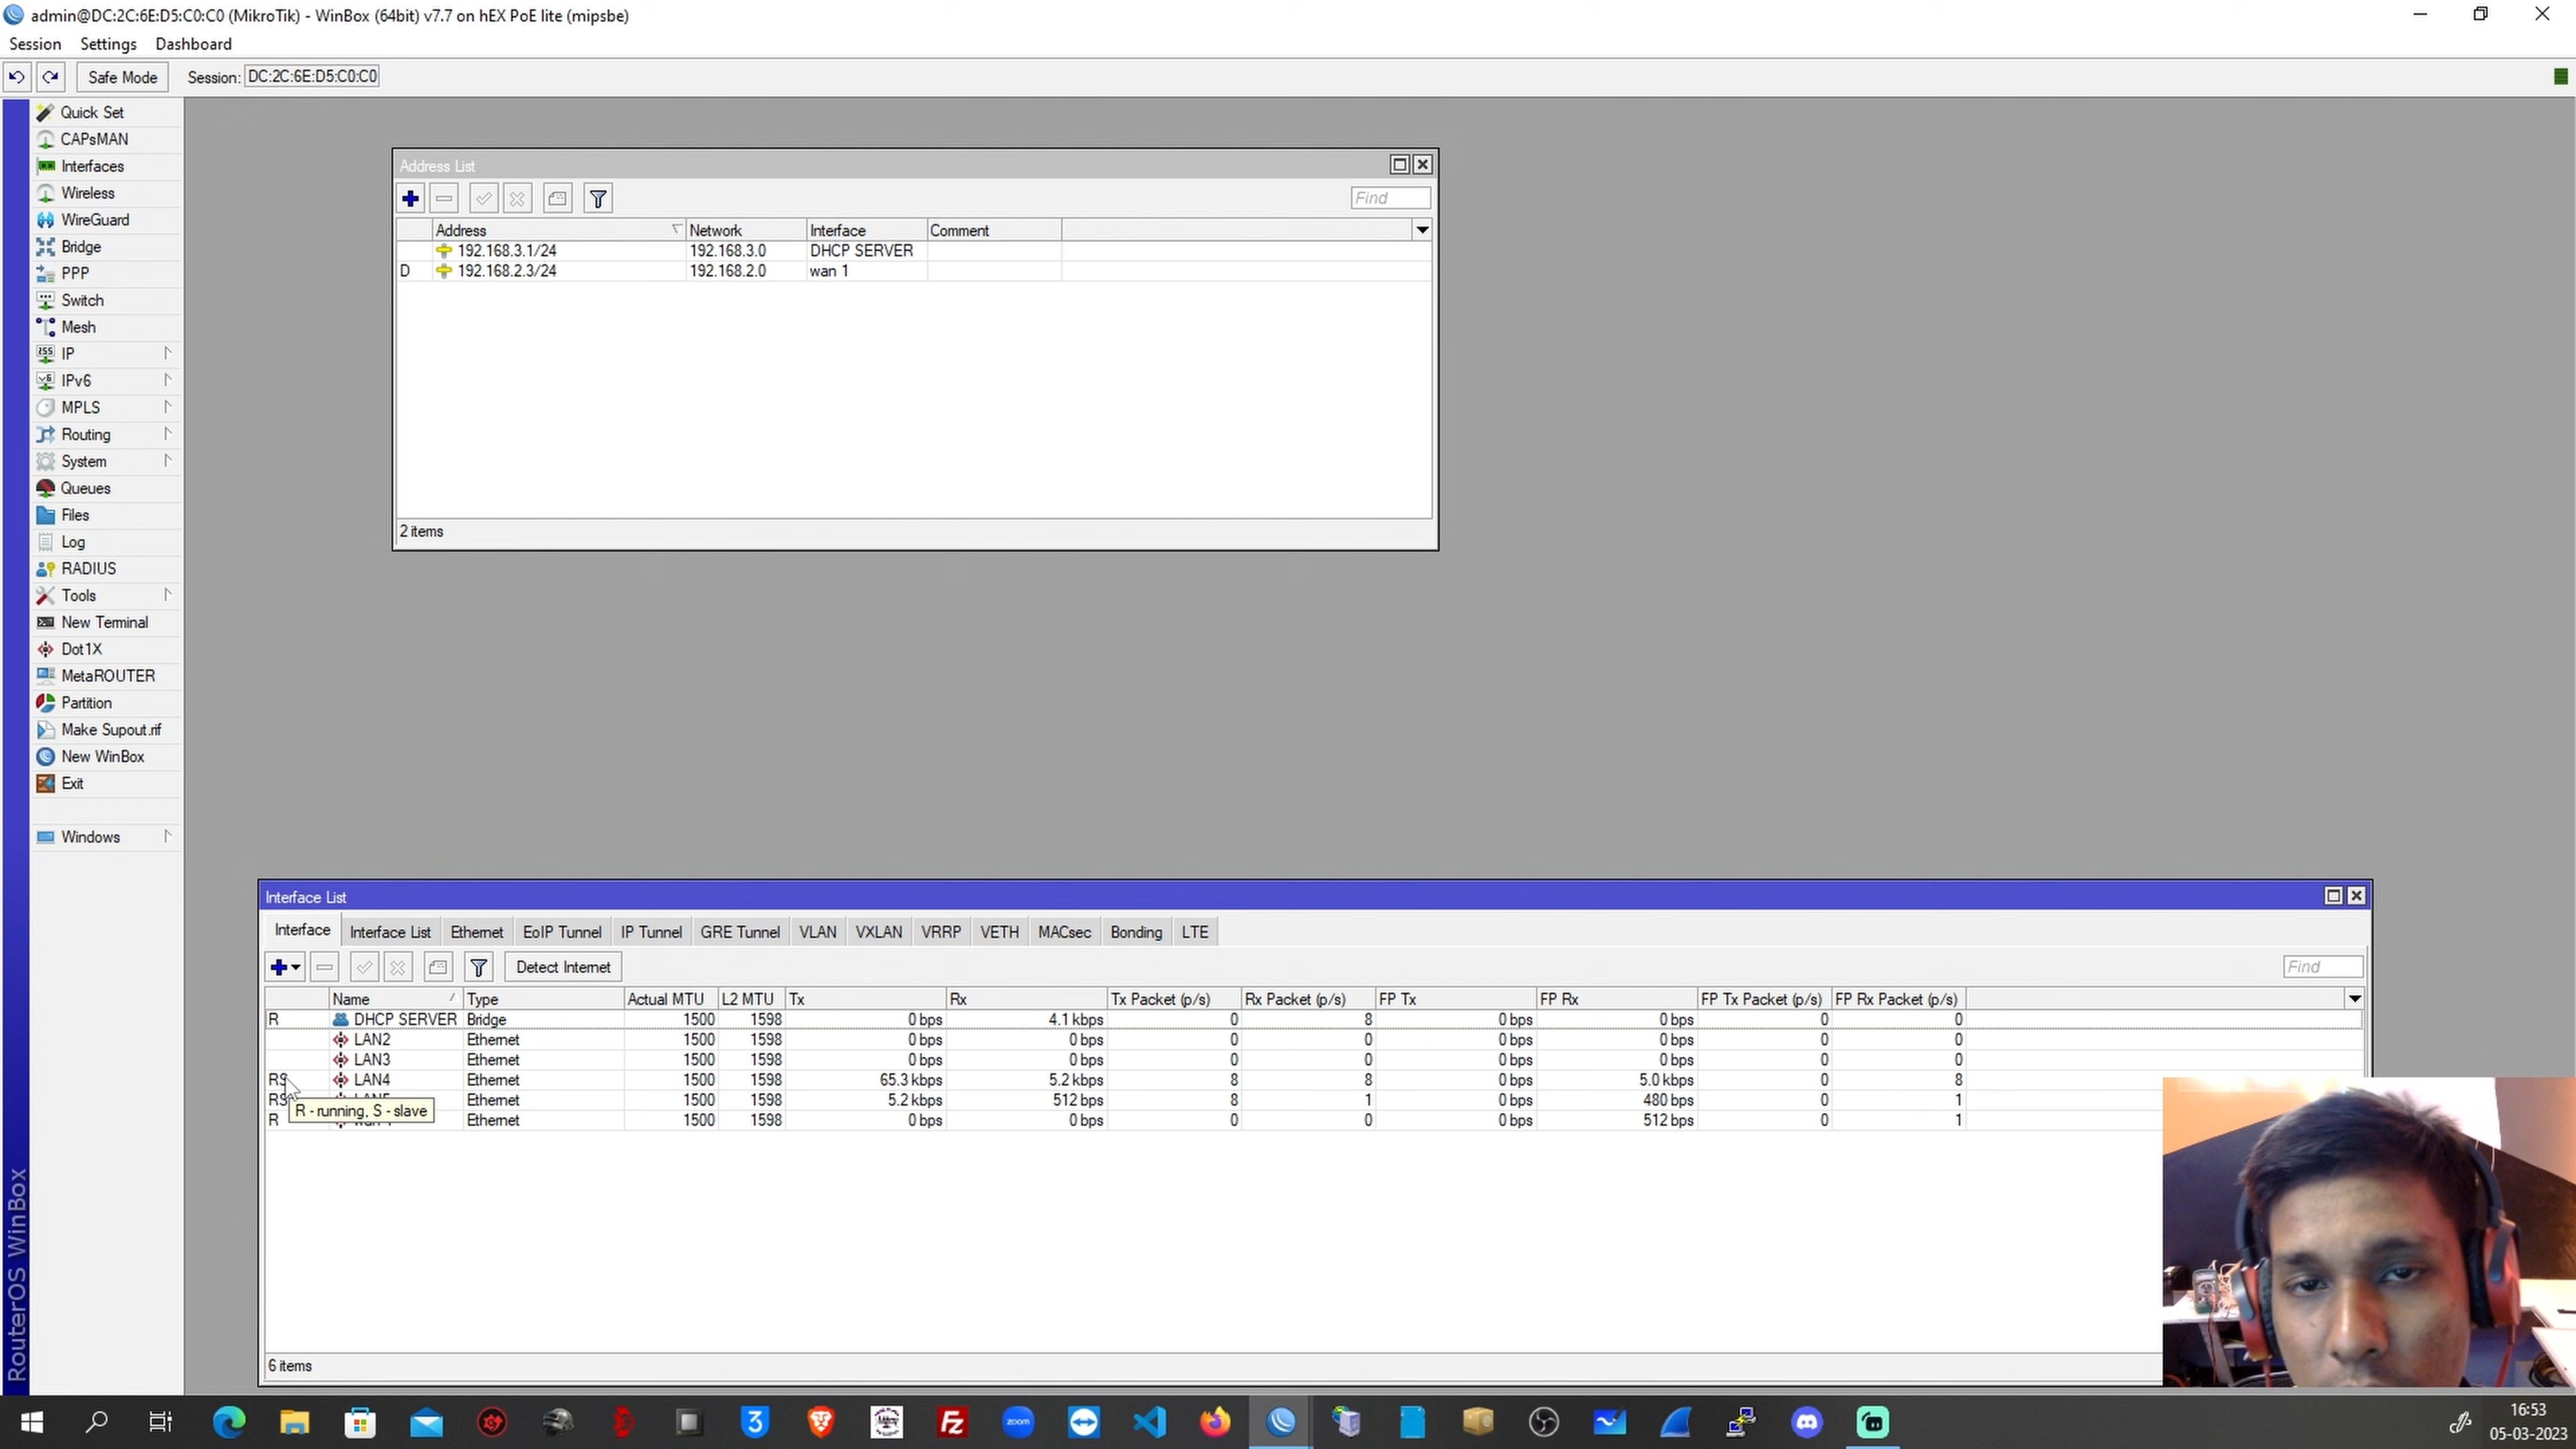 admin@DC:2C:6E:D5:C0:C0 (MikroTik) - WinBox (64bit) v7.7 on hEX PoE lite (mipsbe)
Session Settings Dashboard
Safe Mode Session: DC:2C:6E:D5:C0:C0
Quick Set
CAPsMAN
Interfaces
Wireless
WireGuard
Bridge
PPP
Switch
Mesh
IP
IPv6
MPLS
Routing
System
Queues
Files
Log
RADIUS
Tools
New Terminal
Dot1X
MetaROUTER
Partition
Make Supout.rif
New WinBox
Exit
Windows
RouterOS WinBox
Address List
Find
Address Network Interface Comment
192.168.3.1/24 192.168.3.0 DHCP SERVER
D 192.168.2.3/24 192.168.2.0 wan 1
2 items
Interface List
Interface Interface List Ethernet EoIP Tunnel IP Tunnel GRE Tunnel VLAN VXLAN VRRP VETH MACsec Bonding LTE
Detect Internet Find
Name Type Actual MTU L2 MTU Tx Rx Tx Packet (p/s) Rx Packet (p/s) FP Tx FP Rx FP Tx Packet (p/s) FP Rx Packet (p/s)
R DHCP SERVER Bridge 1500 1598 0 bps 4.1 kbps 0 8 0 bps 0 bps 0 0
LAN2 Ethernet 1500 1598 0 bps 0 bps 0 0 0 bps 0 bps 0 0
LAN3 Ethernet 1500 1598 0 bps 0 bps 0 0 0 bps 0 bps 0 0
RS LAN4 Ethernet 1500 1598 65.3 kbps 5.2 kbps 8 8 0 bps 5.0 kbps 0 8
RS Ethernet 1500 1598 5.2 kbps 512 bps 8 1 0 bps 480 bps 0 1
R - running, S - slave
R Ethernet 1500 1598 0 bps 0 bps 0 0 0 bps 512 bps 0 1
6 items
zoom
16:53
05-03-2023